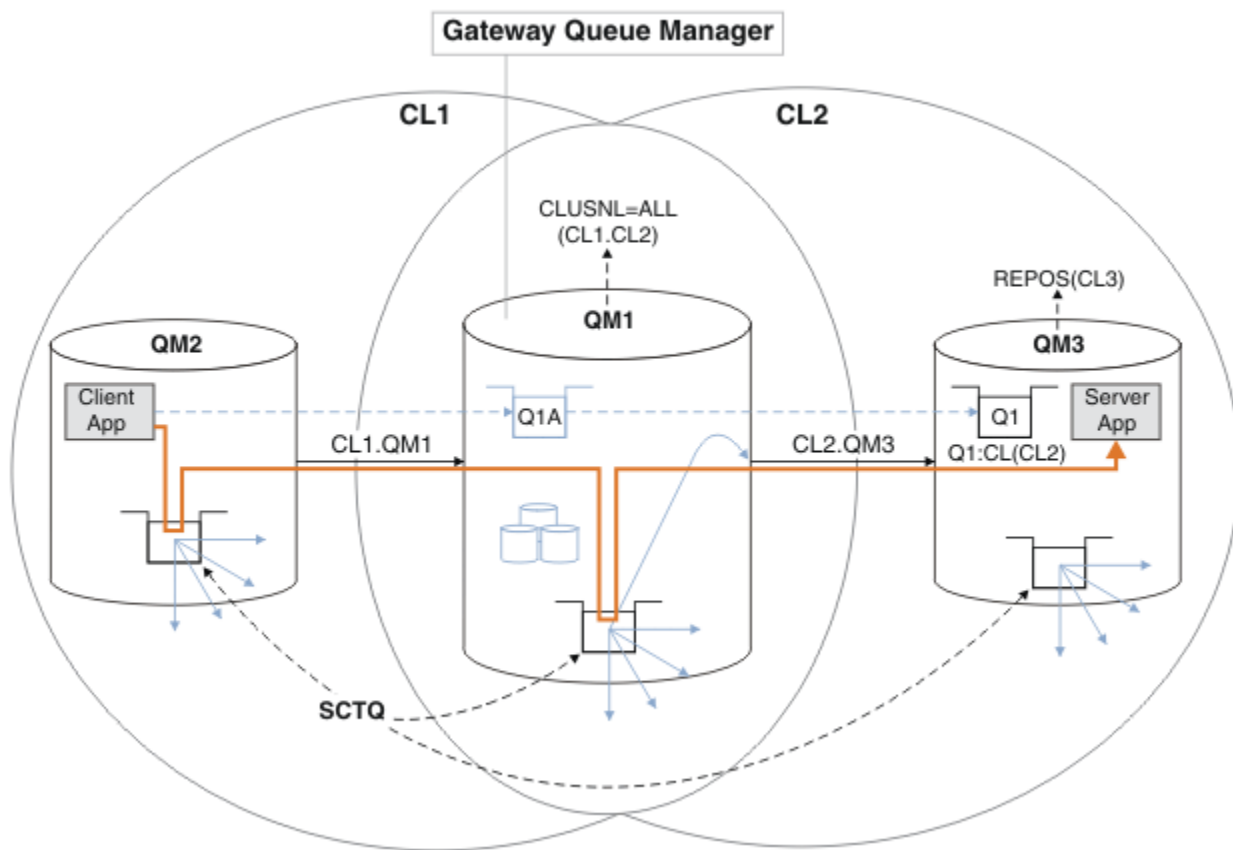 Gateway Queue Manager
CL1
CL2
CLUSNL=ALL
(CL1.CL2)
REPOS(CL3)
QM2
QM1
QM3
Client
App
Q1A
Q1
Server
App
CL1.QM1
CL2.QM3
Q1:CL(CL2)
SCTQ